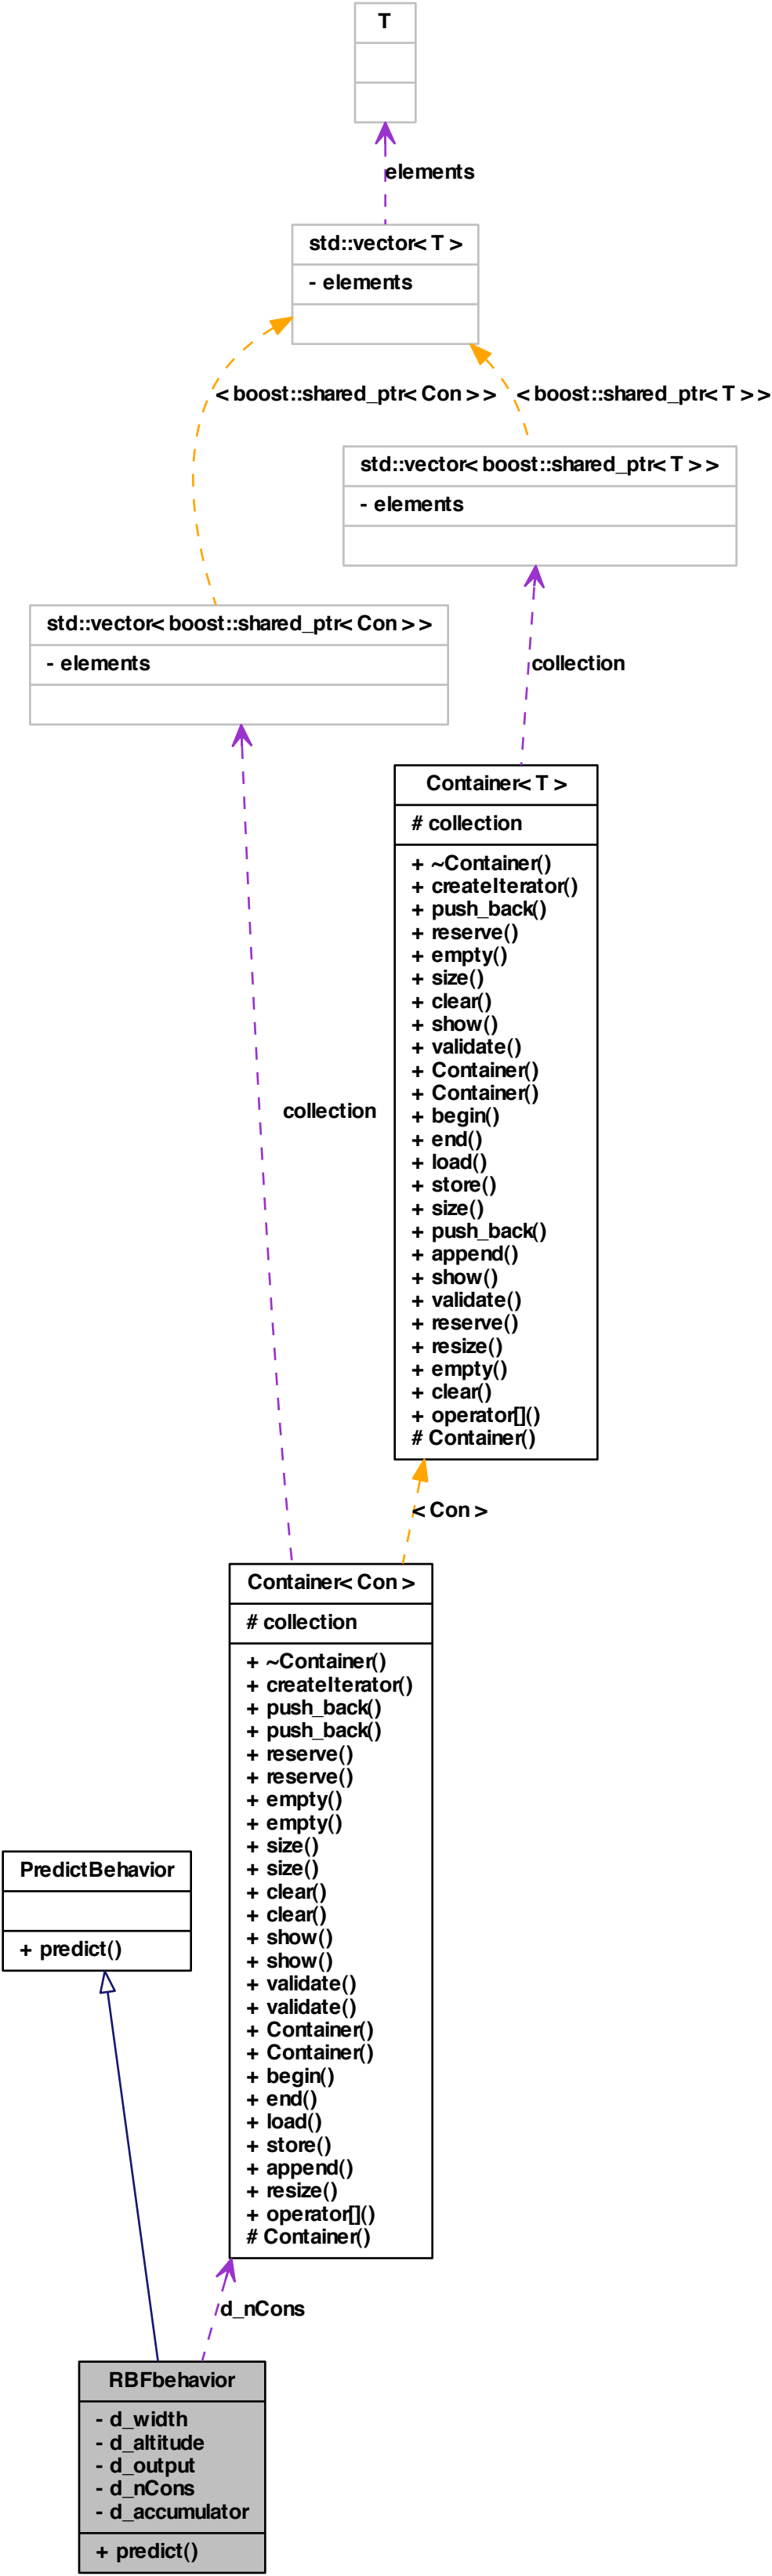 T
elements
std::vector< T >
- elements
< boost::shared_ptr< Con > >
< boost::shared_ptr< T > >
std::vector< boost::shared_ptr< T > >
- elements
std::vector< boost::shared_ptr< Con > >
- elements
collection
Container< T >
# collection
+ ~Container()
+ createIterator()
+ push_back()
+ reserve()
+ empty()
+ size()
+ clear()
+ show()
+ validate()
+ Container()
+ Container()
+ begin()
+ end()
+ load()
+ store()
+ size()
+ push_back()
+ append()
+ show()
+ validate()
+ reserve()
+ resize()
+ empty()
+ clear()
+ operator[]()
# Container()
collection
< Con >
Container< Con >
# collection
+ ~Container()
+ createIterator()
+ push_back()
+ push_back()
+ reserve()
+ reserve()
+ empty()
+ empty()
+ size()
+ size()
+ clear()
+ clear()
+ show()
+ show()
+ validate()
+ validate()
+ Container()
+ Container()
+ begin()
+ end()
+ load()
+ store()
+ append()
+ resize()
+ operator[]()
# Container()
PredictBehavior
+ predict()
d_nCons
RBFbehavior
- d_width
- d_altitude
- d_output
- d_nCons
- d_accumulator
+ predict()